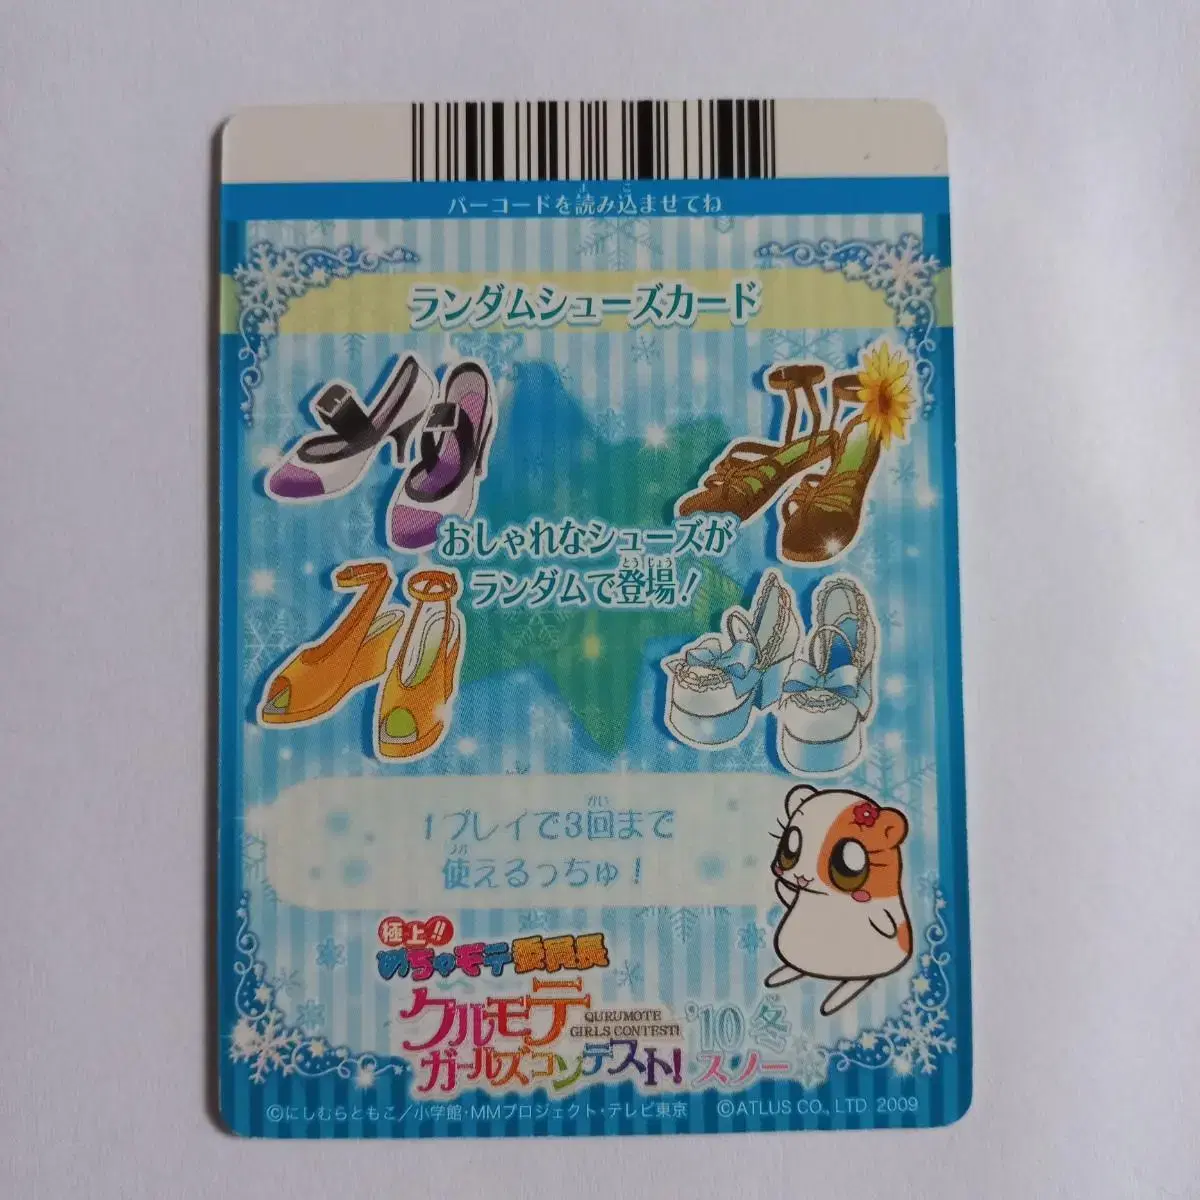 バーコードを読み込ませてね
ランダムシューズカード
おしゃれなシューズが
ランダムで登場!
1プレイで3回まで
使えるっちゅ!
極上!!
めちゃモテ委員長
クルモテ
QURUMOTE
GIRLS CONTEST!
ガールズコンテスト!
'10冬
スノー
©にしむらともこ/小学館・MMプロジェクト・テレビ東京 ©ATLUS CO., LTD 2009